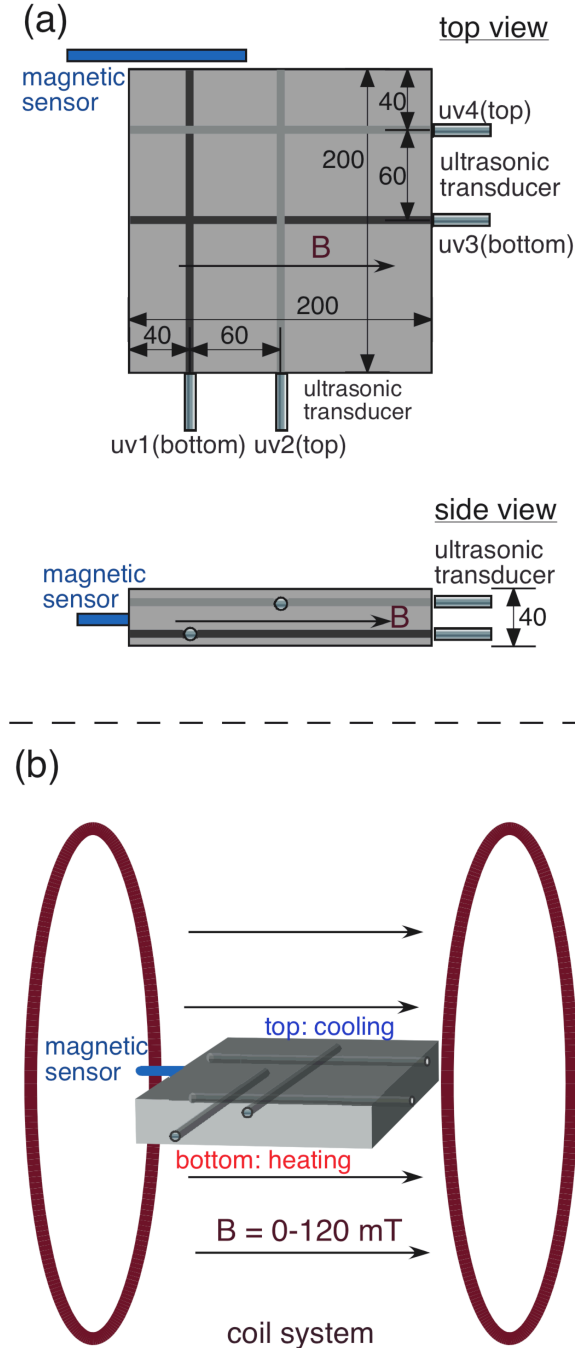 (a)
top view
magnetic
sensor
40
uv4(top)
200
60
ultrasonic
transducer
uv3(bottom)
B
200
40
60
ultrasonic
transducer
uv1(bottom)
uv2(top)
side view
ultrasonic
transducer
magnetic
sensor
B
40
(b)
top: cooling
magnetic
sensor
bottom: heating
B = 0-120 mT
coil system